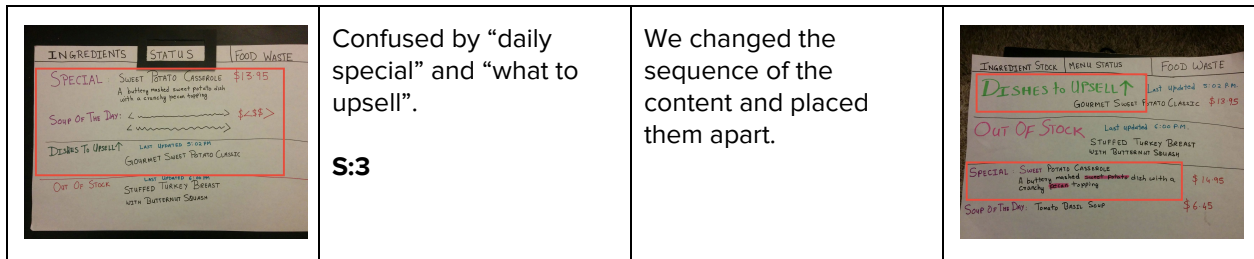 INGREDIENTS STATUS FOOD WASTE
SPECIAL: SWEET POTATO CASSEROLE $13.95
A buttery mashed sweet potato dish
with a crunchy pecan topping
SOUP OF THE DAY: $<$$>
DISHES TO UPSELL↑ LAST UPDATED 5:02 PM
GOURMET SWEET POTATO CLASSIC
OUT OF STOCK LAST UPDATED 6:00 PM
STUFFED TURKEY BREAST
WITH BUTTERNUT SQUASH
Confused by “daily
special” and “what to
upsell”.
S:3
We changed the
sequence of the
content and placed
them apart.
INGREDIENT STOCK MENU STATUS FOOD WASTE
DISHES to UPSELL↑ Last updated 5:02 P.M.
GOURMET SWEET POTATO CLASSIC $13.95
OUT OF STOCK Last updated 6:00 P.M.
STUFFED TURKEY BREAST
WITH BUTTERNUT SQUASH
SPECIAL: SWEET POTATO CASSEROLE
A buttery mashed sweet potato dish with a $14.95
crunchy pecan topping
SOUP OF THE DAY: Tomato Basil Soup $6.45